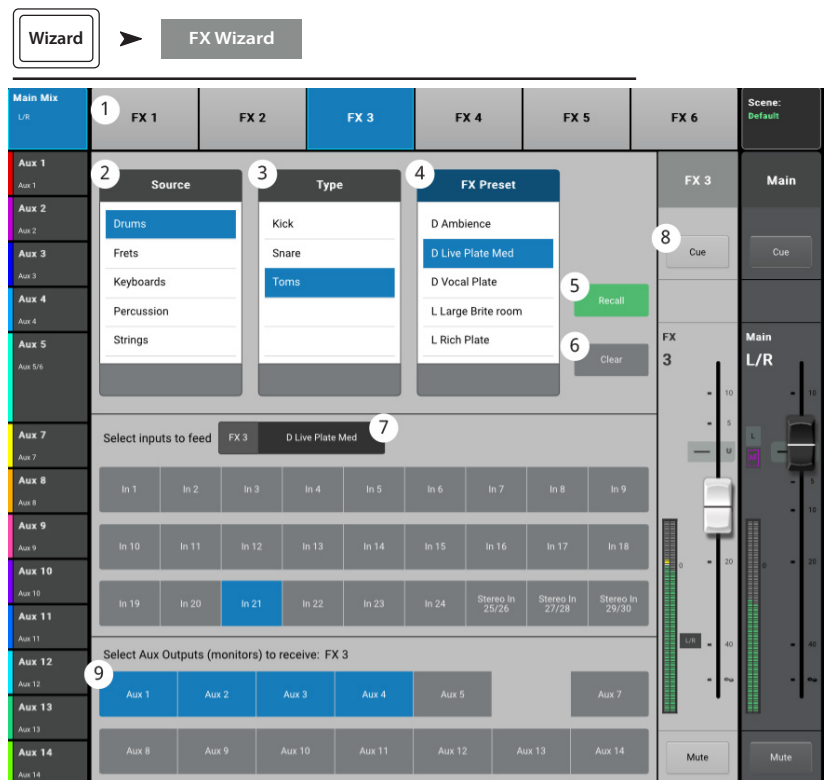 Wizard
FX Wizard
Main Mix
L/R
1
FX 1
FX 2
FX 3
FX 4
FX 5
FX 6
Scene:
Default
Aux 1
Aux 1
Aux 2
Aux 2
Aux 3
Aux 3
Aux 4
Aux 4
Aux 5
Aux 5/6
Aux 7
Aux 7
Aux 8
Aux 8
Aux 9
Aux 9
Aux 10
Aux 10
Aux 11
Aux 11
Aux 12
Aux 12
Aux 13
Aux 13
Aux 14
Aux 14
2
Source
Drums
Frets
Keyboards
Percussion
Strings
3
Type
Kick
Snare
Toms
4
FX Preset
D Ambience
D Live Plate Med
D Vocal Plate
L Large Brite room
L Rich Plate
5
Recall
6
Clear
Select inputs to feed
FX 3
D Live Plate Med
7
In 1
In 2
In 3
In 4
In 5
In 6
In 7
In 8
In 9
In 10
In 11
In 12
In 13
In 14
In 15
In 16
In 17
In 18
In 19
In 20
In 21
In 22
In 23
In 24
Stereo In
25/26
Stereo In
27/28
Stereo In
29/30
Select Aux Outputs (monitors) to receive: FX 3
9
Aux 1
Aux 2
Aux 3
Aux 4
Aux 5
Aux 7
Aux 8
Aux 9
Aux 10
Aux 11
Aux 12
Aux 13
Aux 14
FX 3
8
Cue
FX
3
10
5
U
0
20
L/R
40
∞
Mute
Main
Cue
Main
L/R
10
L
M
5
10
0
20
40
∞
Mute